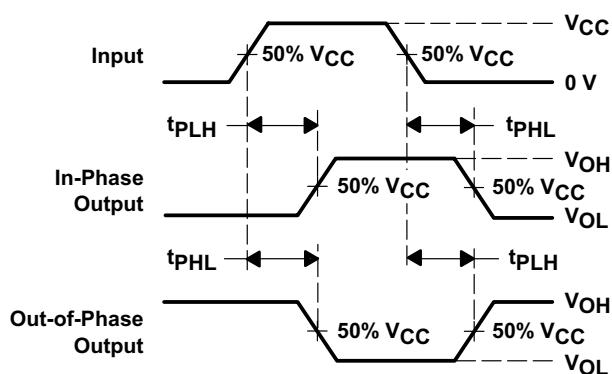 VCC
Input 50% VCC 50% VCC
0 V
tPLH tPHL
VOH
In-Phase
Output 50% VCC 50% VCC
VOL
tPHL tPLH
VOH
Out-of-Phase
Output 50% VCC 50% VCC
VOL